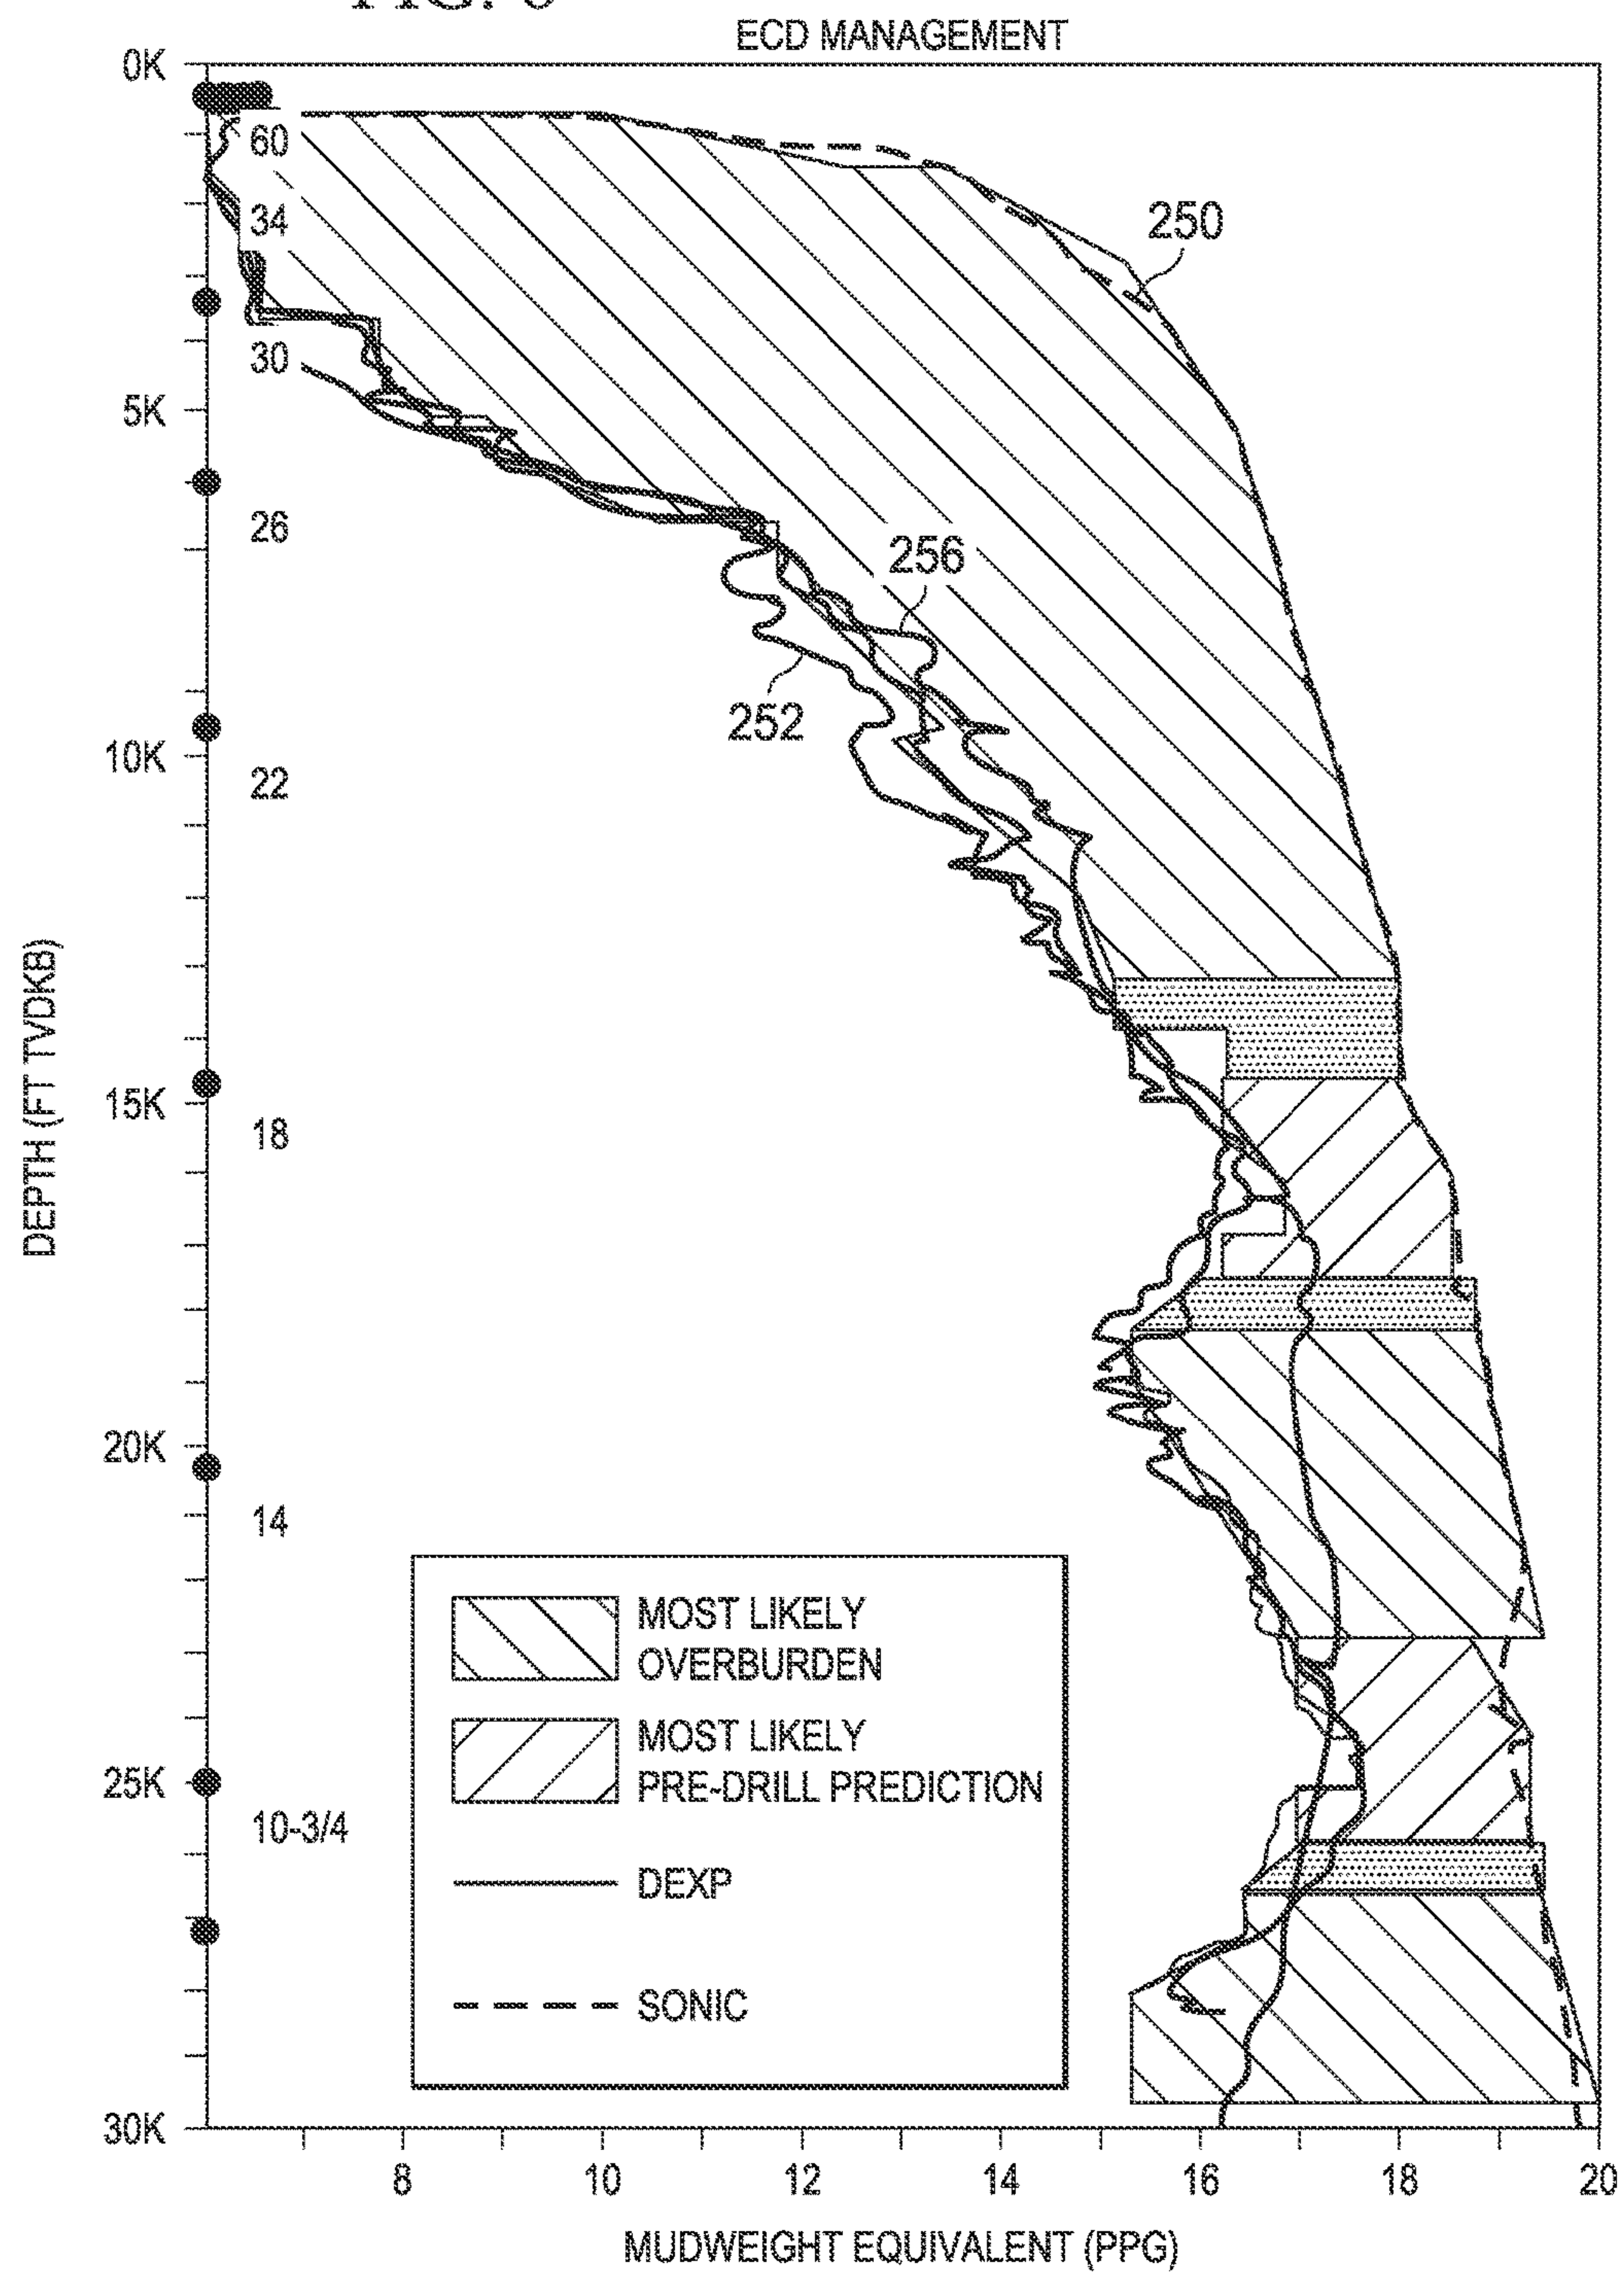 ECD MANAGEMENT
0K
60
34
250
30
5K
26
256
252
10K
22
DEPTH (FT TVDKB)
15K
18
20K
14
MOST LIKELY
OVERBURDEN
MOST LIKELY
PRE-DRILL PREDICTION
25K
10-3/4
DEXP
SONIC
30K
8 10 12 14 16 18 20
MUDWEIGHT EQUIVALENT (PPG)